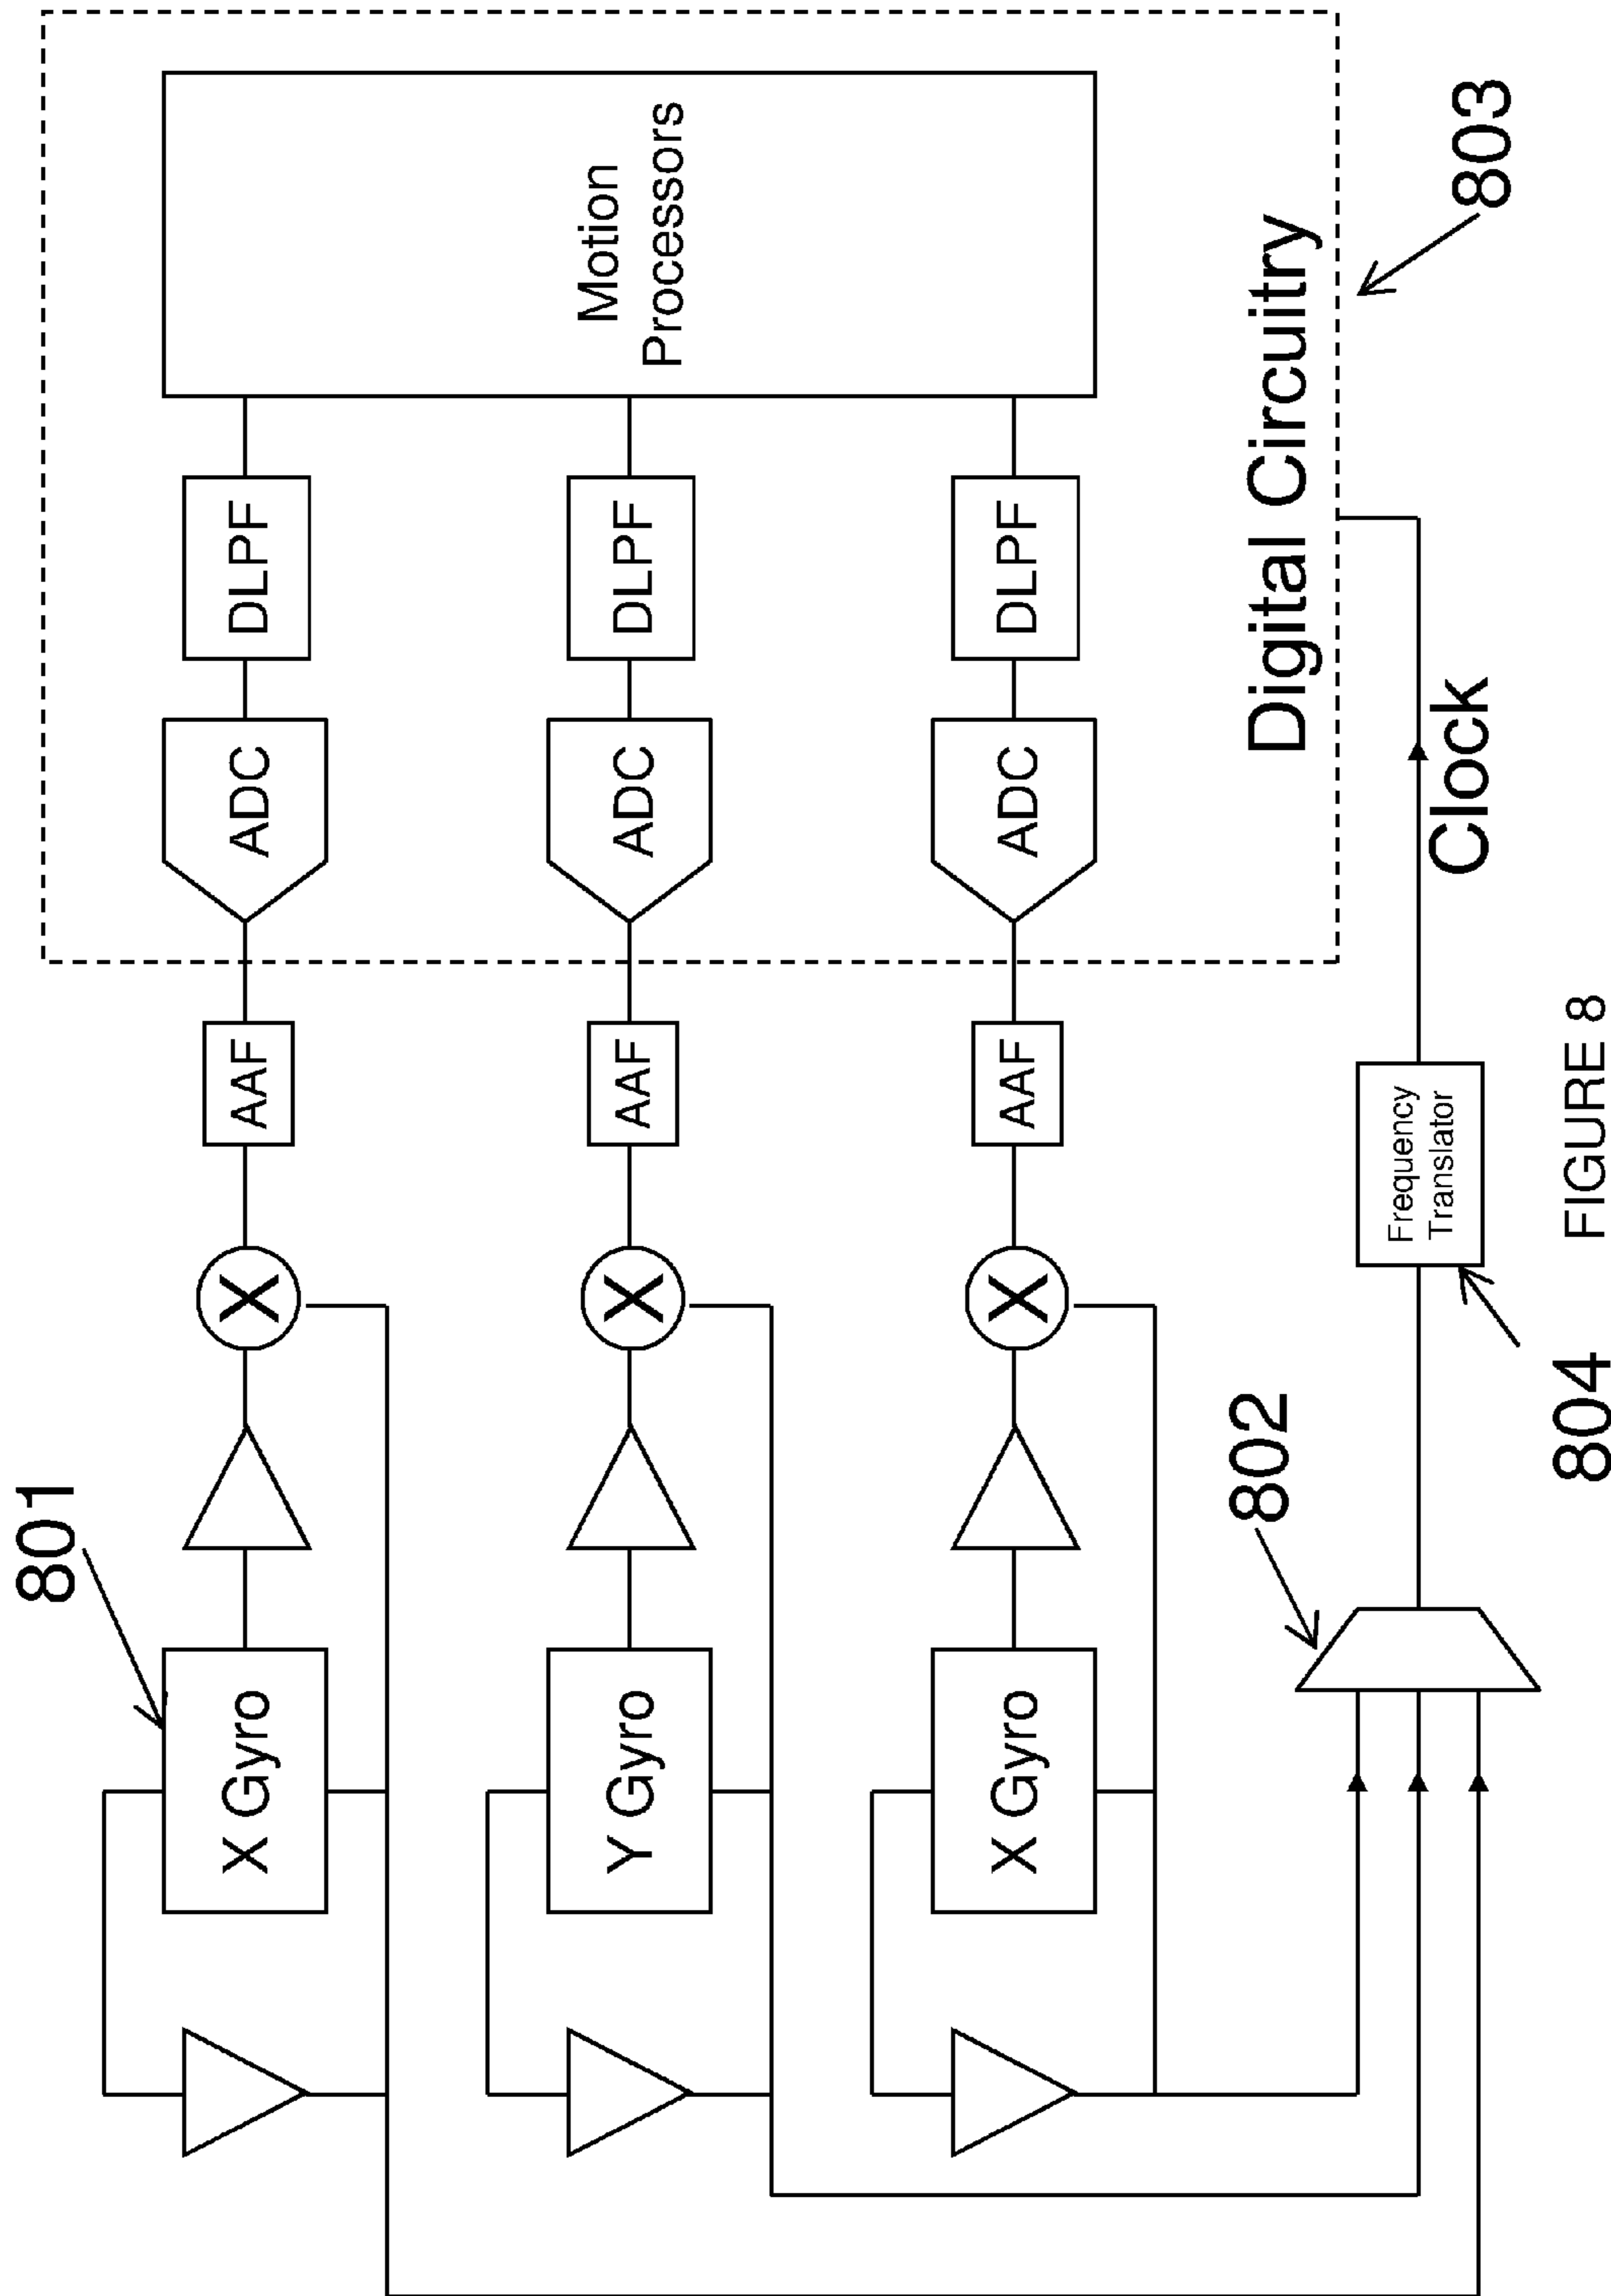 801
X Gyro
X
AAF
ADC
DLPF
Motion
Processors
Y Gyro
X
AAF
ADC
DLPF
X Gyro
X
AAF
ADC
DLPF
Digital Circuitry
802
Frequency
Translator
Clock
803
804
FIGURE 8